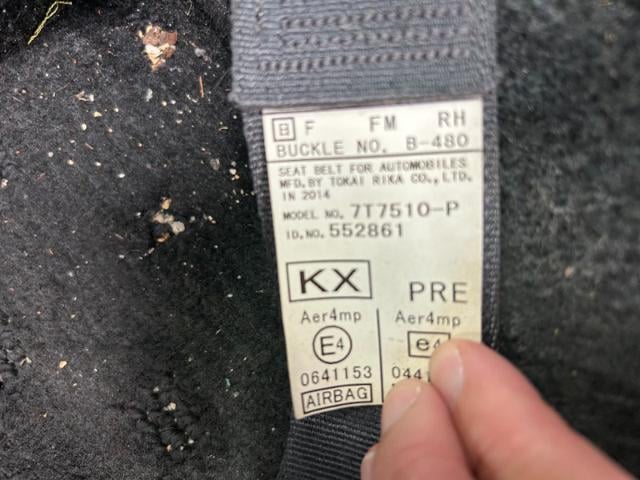 B F FM RH
BUCKLE NO. B-480
SEAT BELT FOR AUTOMOBILES
MFD.BY TOKAI RIKA CO., LTD.
IN 2014
MODEL NO. 7T7510-P
ID.NO. 552861
KX PRE
Aer4mp Aer4mp
E4 e4
0641153 044
AIRBAG